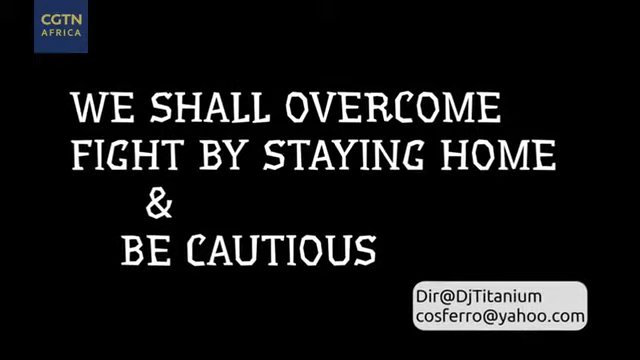 CGTN
AFRICA
WE SHALL OVERCOME
FIGHT BY STAYING HOME
&
BE CAUTIOUS
Dir@DjTitanium
cosferro@yahoo.com